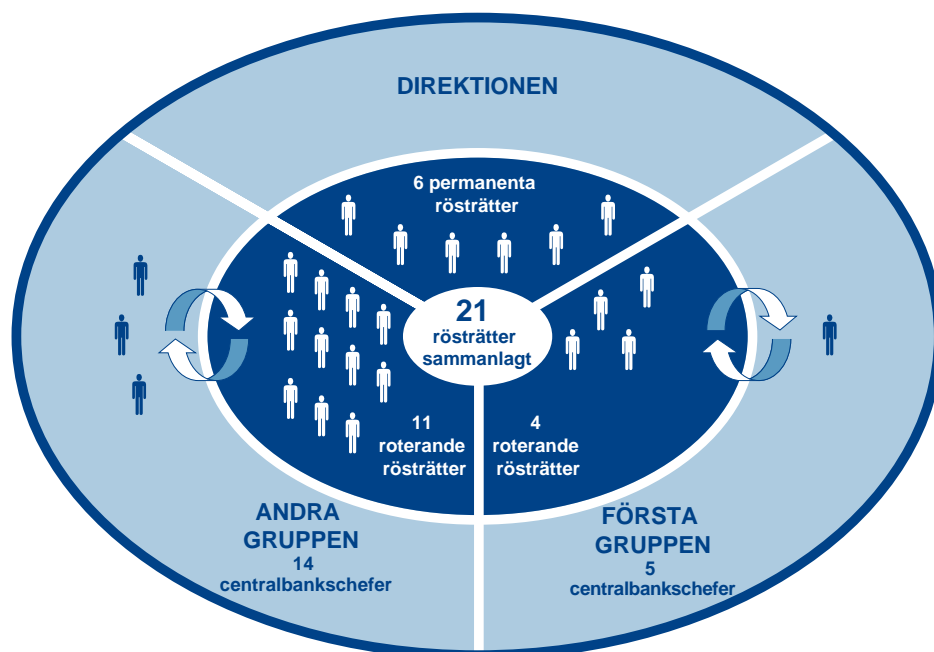 DIREKTIONEN
6 permanenta
rösträtter
21
rösträtter
sammanlagt
11
roterande
rösträtter
4
roterande
rösträtter
ANDRA
GRUPPEN
14
centralbankschefer
FÖRSTA
GRUPPEN
5
centralbankschefer